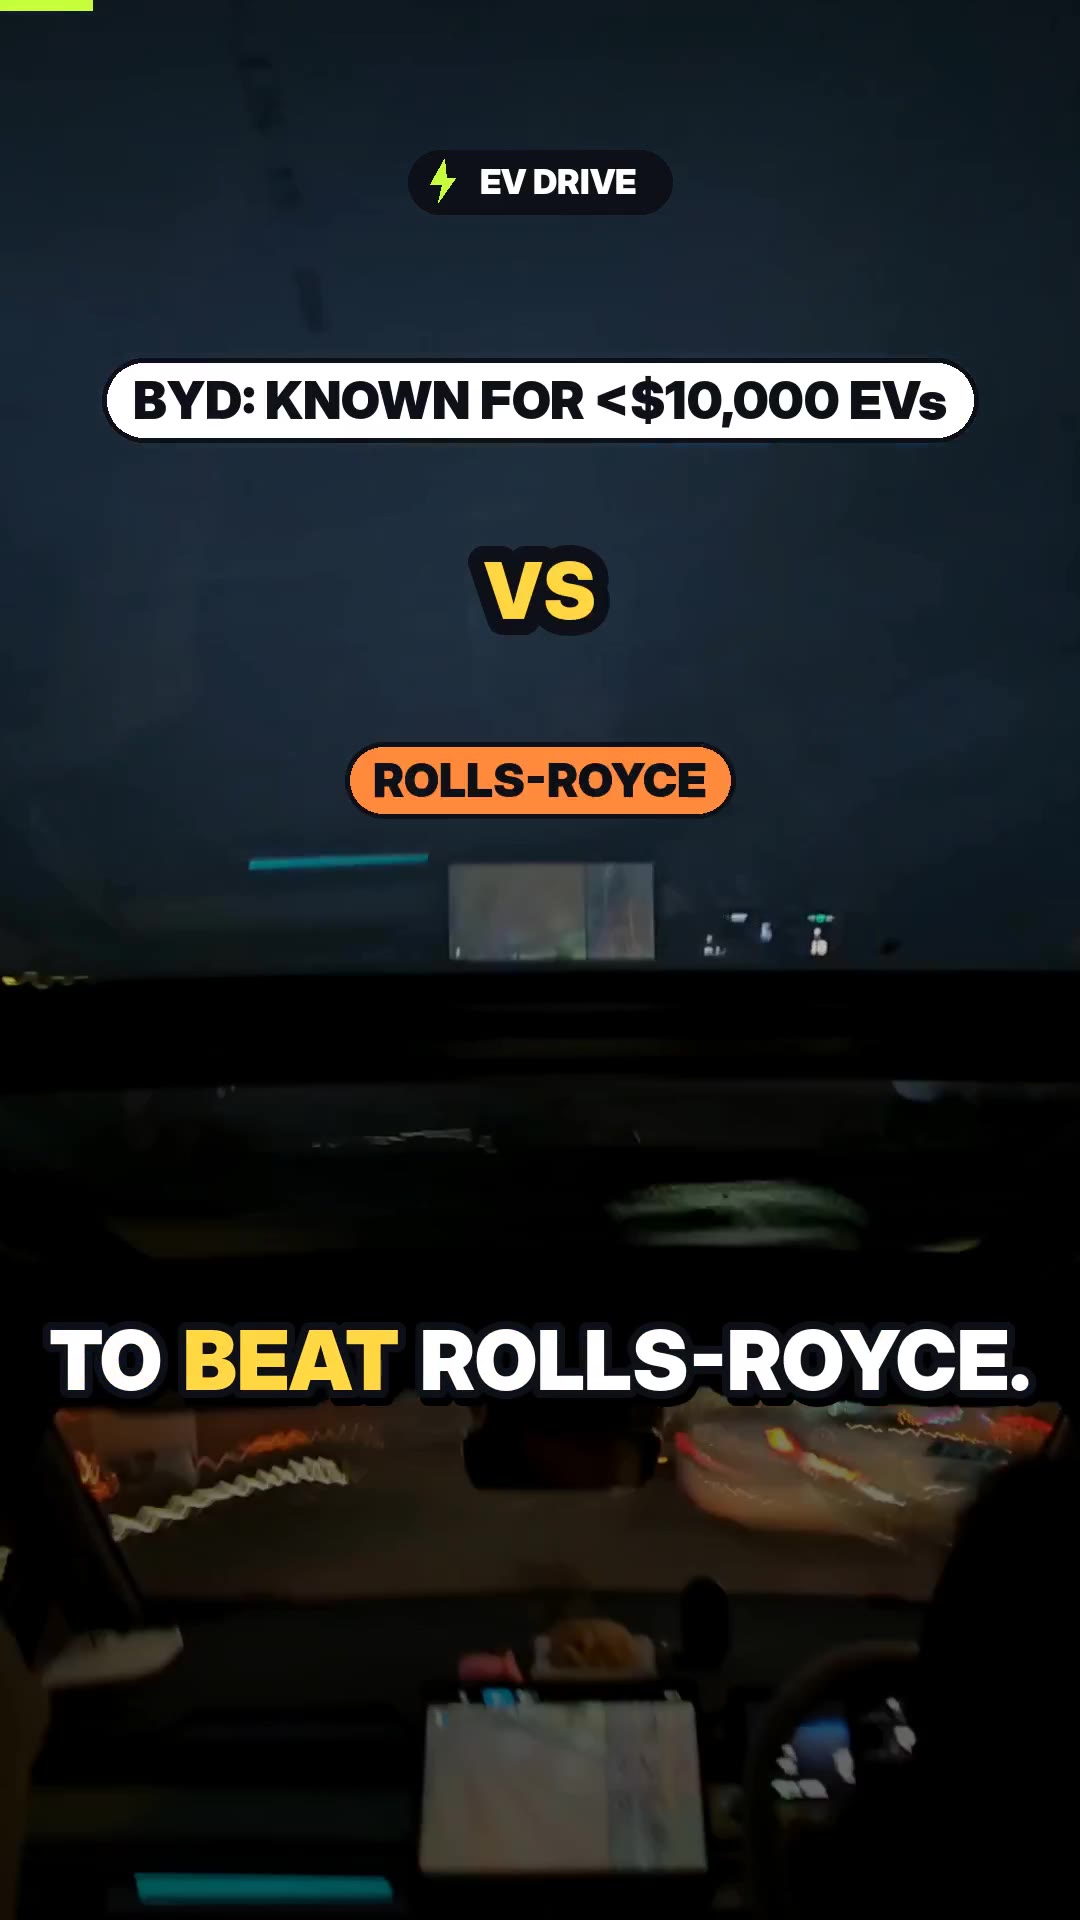 EV DRIVE
BYD: KNOWN FOR <$10,000 EVs
VS
ROLLS-ROYCE
TO BEAT ROLLS-ROYCE.